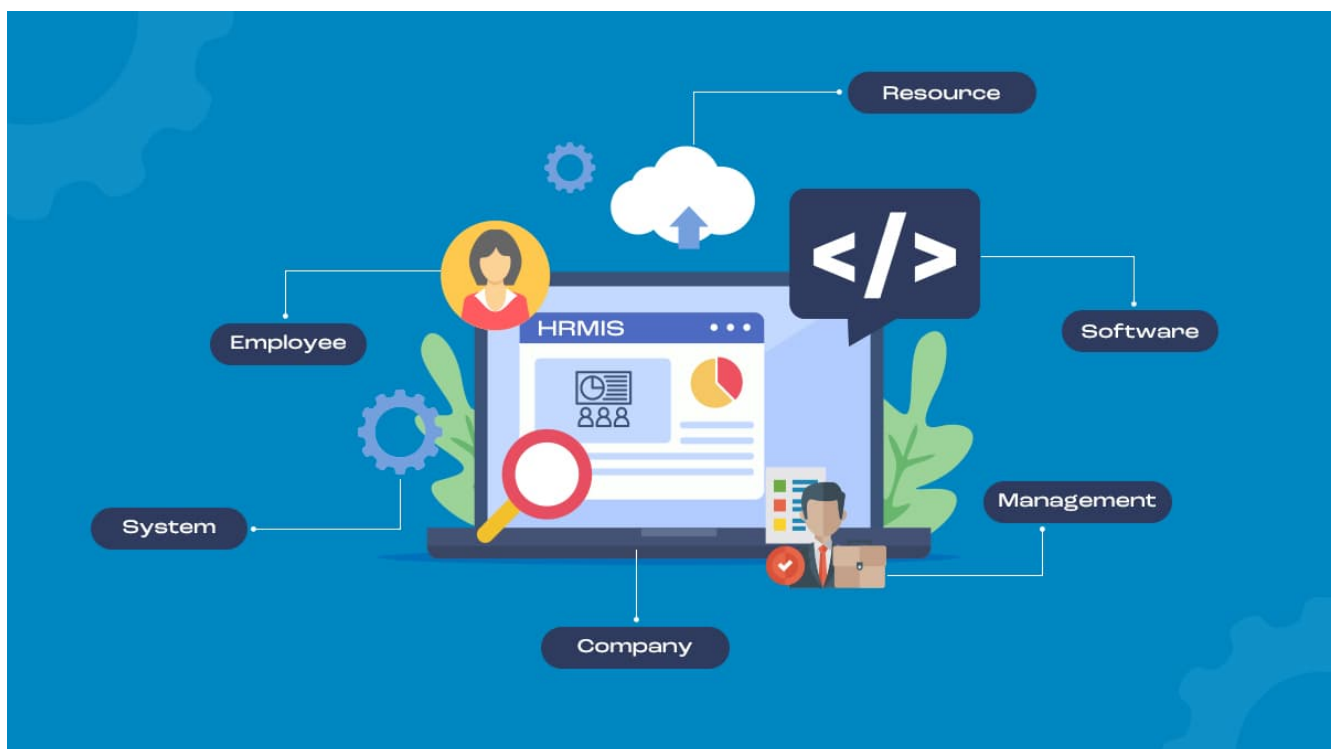 Resource
</>
Employee
HRMIS
Software
Management
System
Company